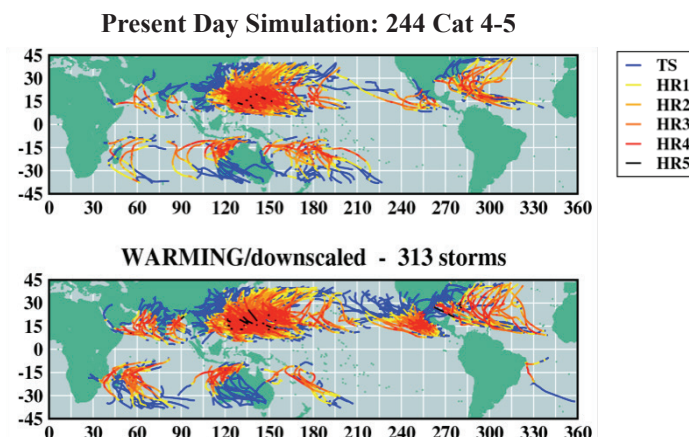 Present Day Simulation: 244 Cat 4-5
45
30
15
0
-15
-30
-45
0 30 60 90 120 150 180 210 240 260 300 330 360
TS
HR1
HR2
HR3
HR4
HR5
WARMING/downscaled - 313 storms
45
30
15
0
-15
-30
-45
0 30 60 90 120 150 180 210 240 260 300 330 360